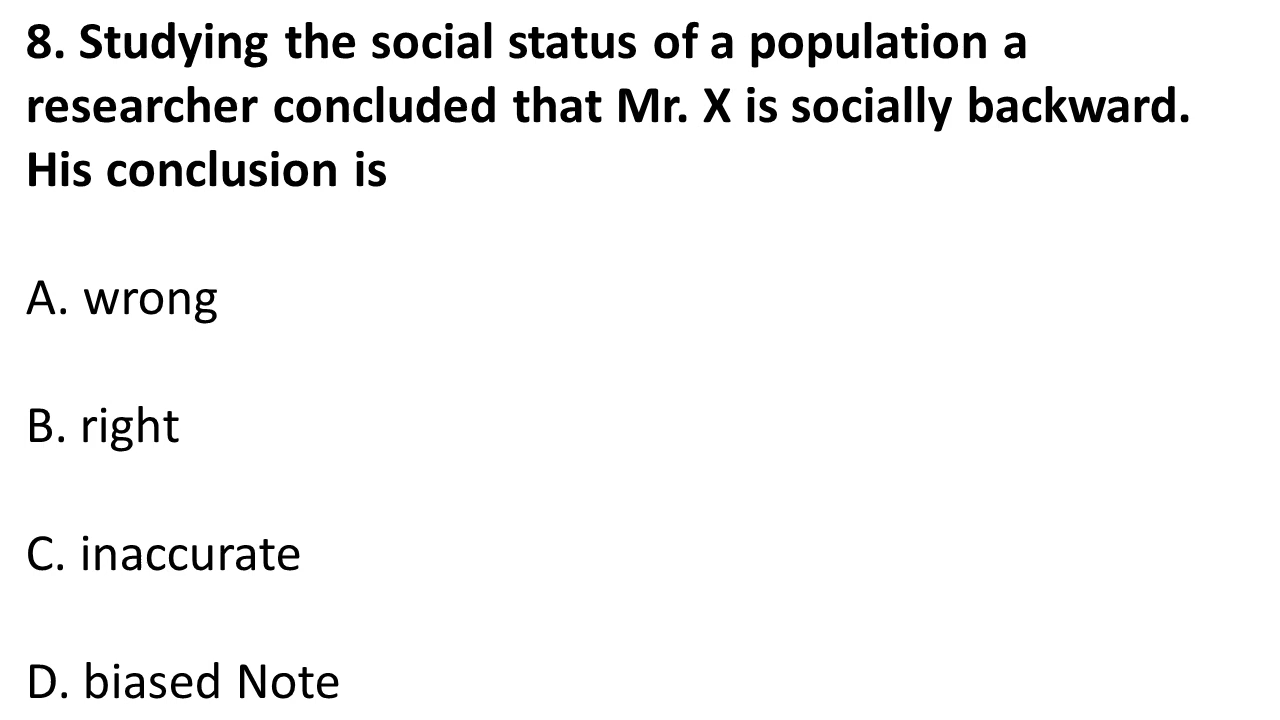 8. Studying the social status of a population a
researcher concluded that Mr. X is socially backward.
His conclusion is
A. wrong
B. right
C. inaccurate
D. biased Note